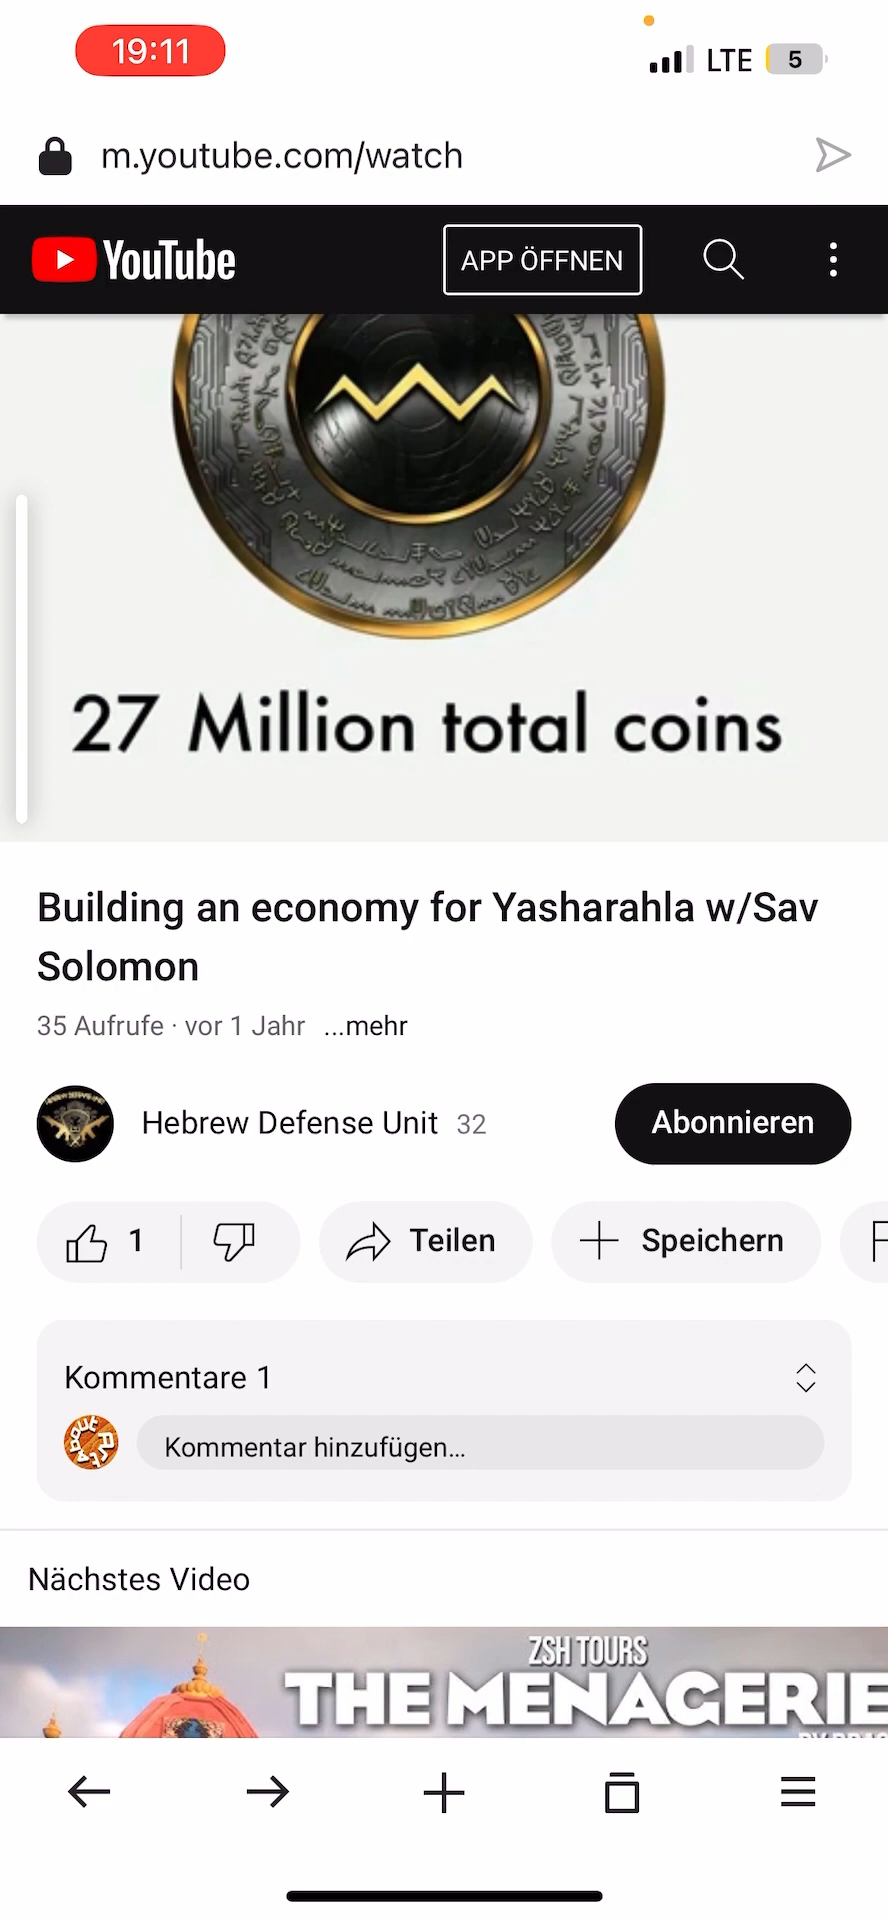 19:11
LTE
5
m.youtube.com/watch
YouTube
APP ÖFFNEN
27 Million total coins
Building an economy for Yasharahla w/Sav
Solomon
35 Aufrufe · vor 1 Jahr ...mehr
Hebrew Defense Unit 32
Abonnieren
1
Teilen
Speichern
Kommentare 1
Kommentar hinzufügen...
Nächstes Video
ZSH TOURS
THE MENAGERIE